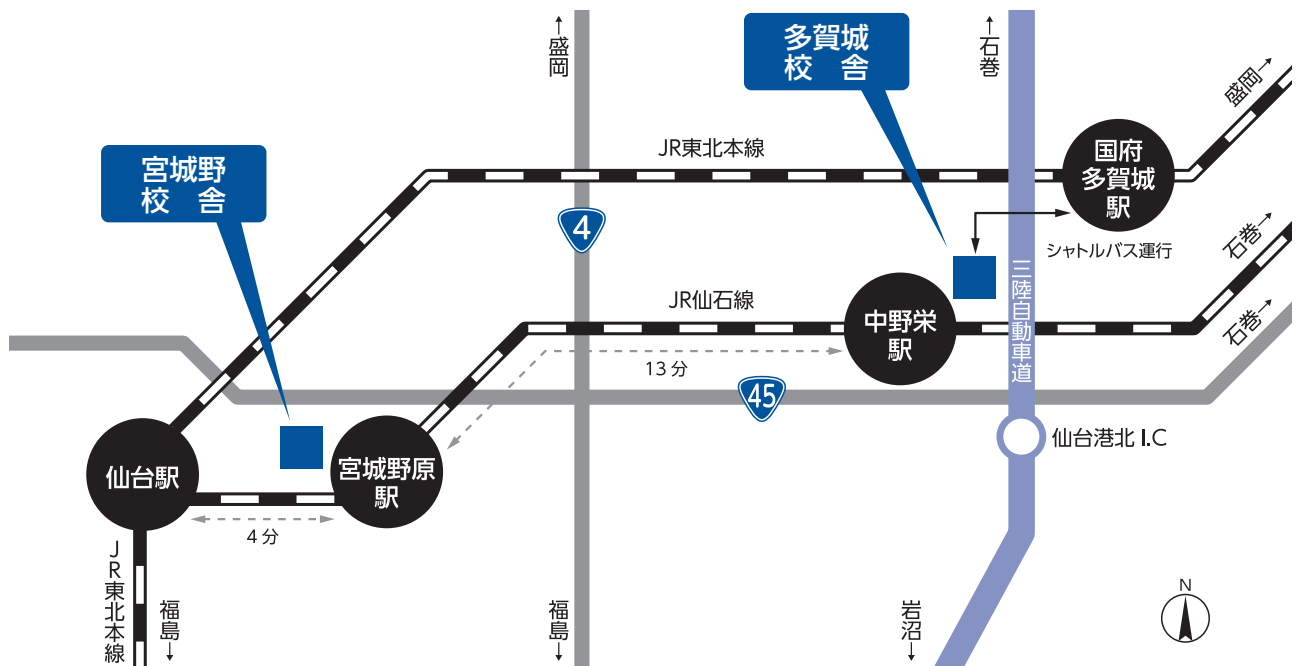 ←盛岡
多賀城
校 舎
←石巻
盛岡→
宮城野
校 舎
JR東北本線
国府
多賀城
駅
4
シャトルバス運行
石巻→
JR仙石線
中野栄
駅
三陸自動車道
石巻→
13分
45
仙台港北 I.C
仙台駅
宮城野原
駅
4分
JR東北本線
福島→
福島→
岩沼→
N